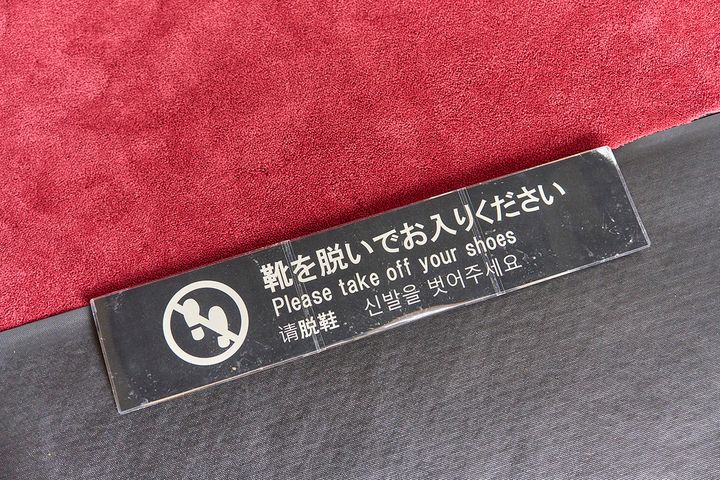 靴を脱いでお入りください
Please take off your shoes
请脱鞋 신발을 벗어주세요